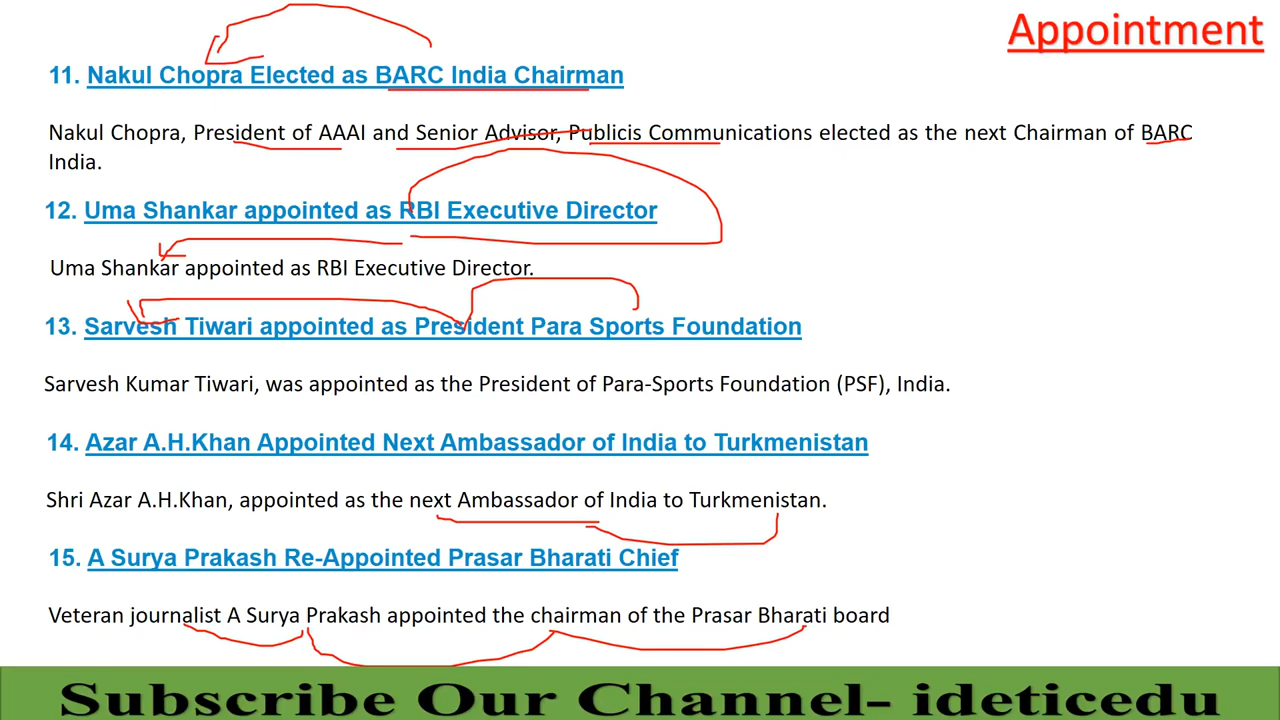 Appointment
11. Nakul Chopra Elected as BARC India Chairman
Nakul Chopra, President of AAAI and Senior Advisor, Publicis Communications elected as the next Chairman of BARC
India.
12. Uma Shankar appointed as RBI Executive Director
Uma Shankar appointed as RBI Executive Director.
13. Sarvesh Tiwari appointed as President Para Sports Foundation
Sarvesh Kumar Tiwari, was appointed as the President of Para-Sports Foundation (PSF), India.
14. Azar A.H.Khan Appointed Next Ambassador of India to Turkmenistan
Shri Azar A.H.Khan, appointed as the next Ambassador of India to Turkmenistan.
15. A Surya Prakash Re-Appointed Prasar Bharati Chief
Veteran journalist A Surya Prakash appointed the chairman of the Prasar Bharati board
Subscribe Our Channel- ideticedu